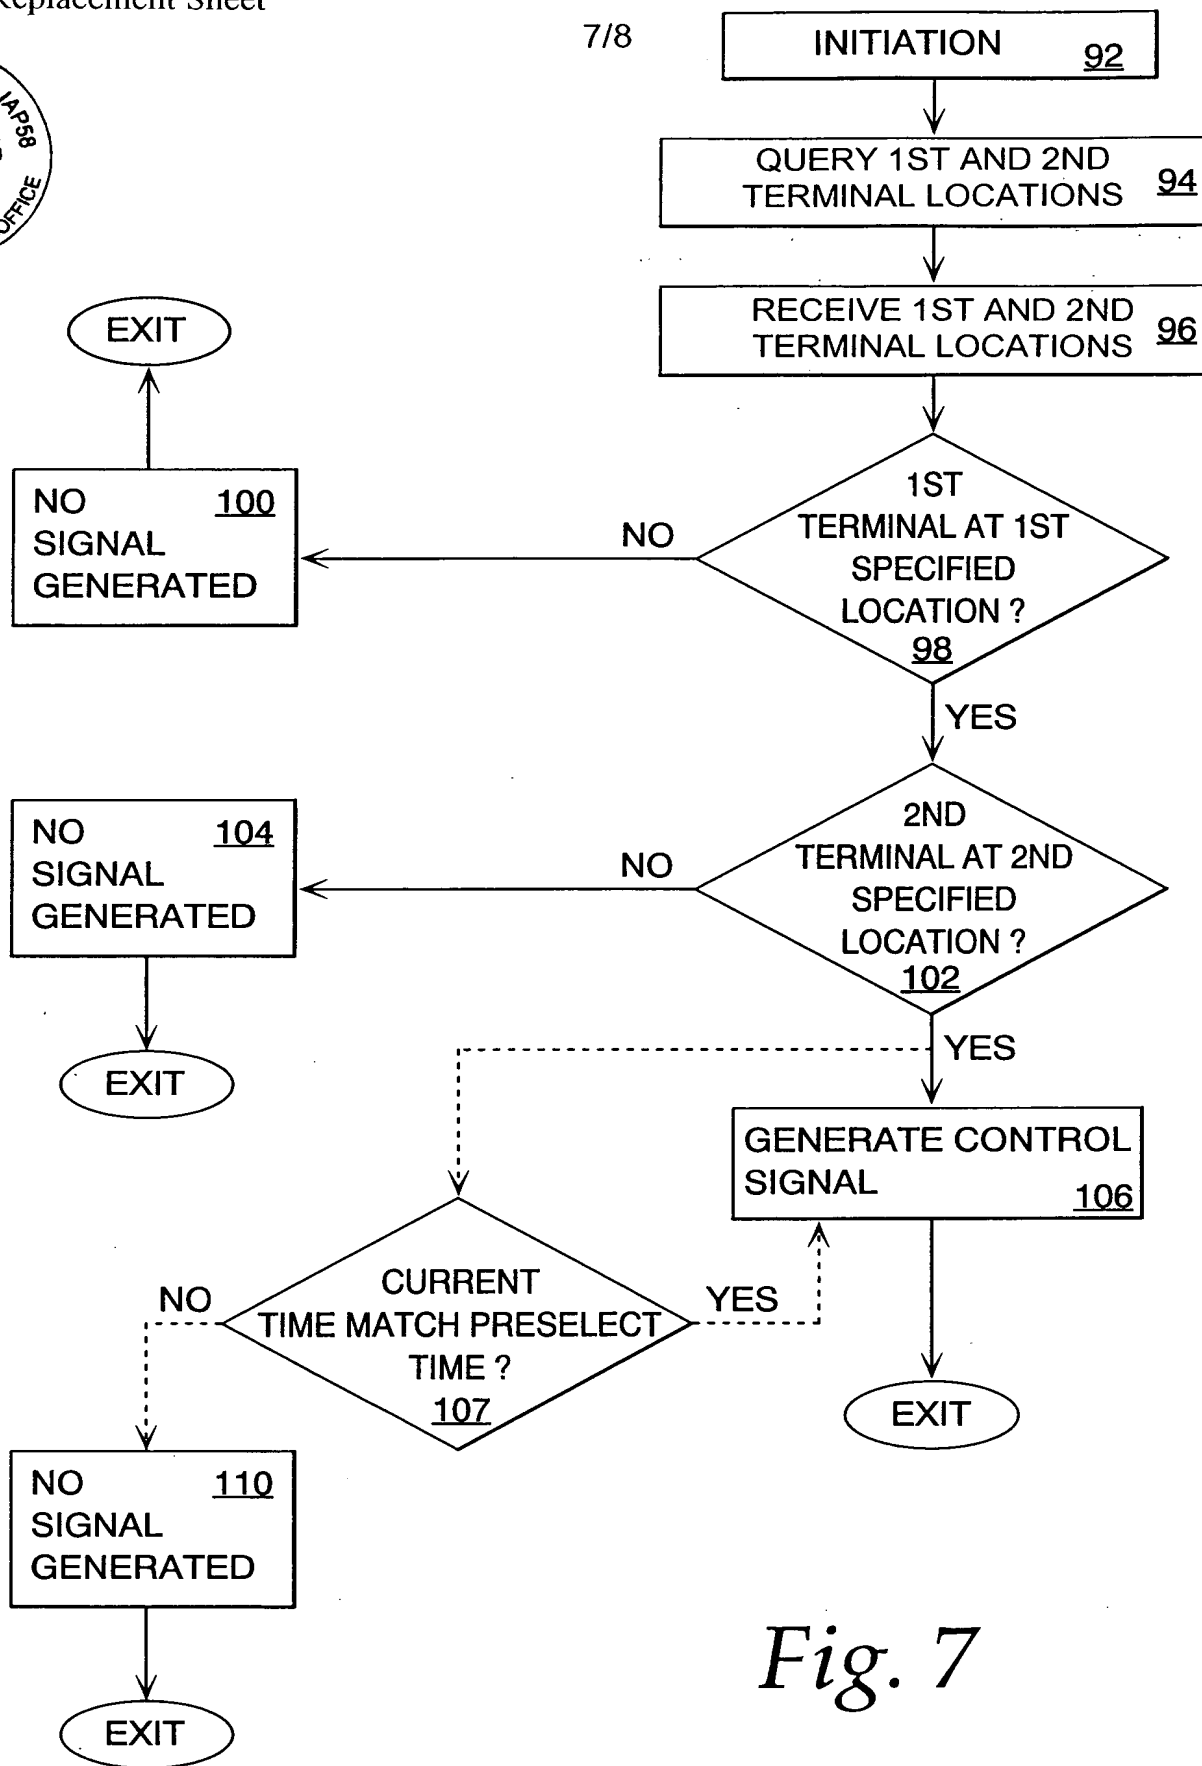 Replacement Sheet
7/8
IAP58
OFFICE
INITIATION 92
QUERY 1ST AND 2ND
TERMINAL LOCATIONS 94
RECEIVE 1ST AND 2ND
TERMINAL LOCATIONS 96
EXIT
1ST
TERMINAL AT 1ST
SPECIFIED
LOCATION ?
98
NO
NO 100
SIGNAL
GENERATED
YES
2ND
TERMINAL AT 2ND
SPECIFIED
LOCATION ?
102
NO
NO 104
SIGNAL
GENERATED
EXIT
YES
GENERATE CONTROL
SIGNAL 106
CURRENT
TIME MATCH PRESELECT
TIME ?
107
NO
YES
EXIT
NO 110
SIGNAL
GENERATED
EXIT
Fig. 7